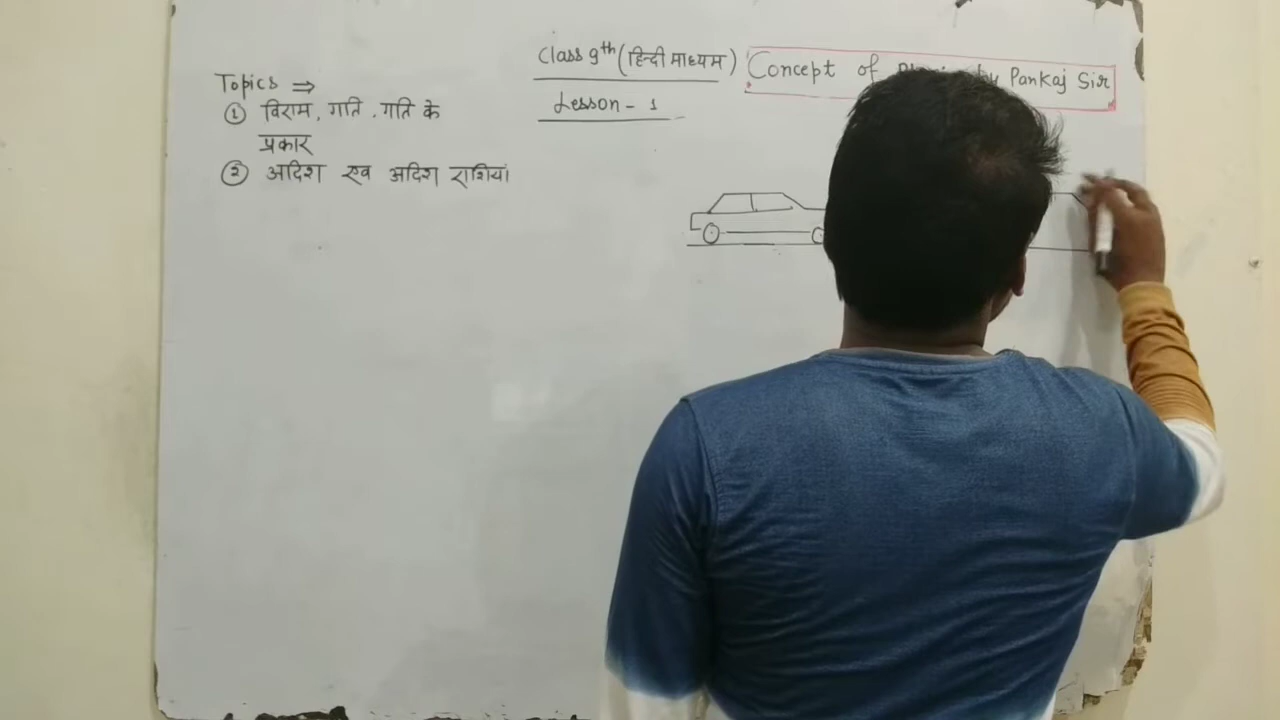 Class 9th (हिन्दी माध्यम)
Concept of by Pankaj Sir
Lesson - 1
Topics ⇒
① विराम, गति, गति के
प्रकार
② अदिश एव अदिश राशियां